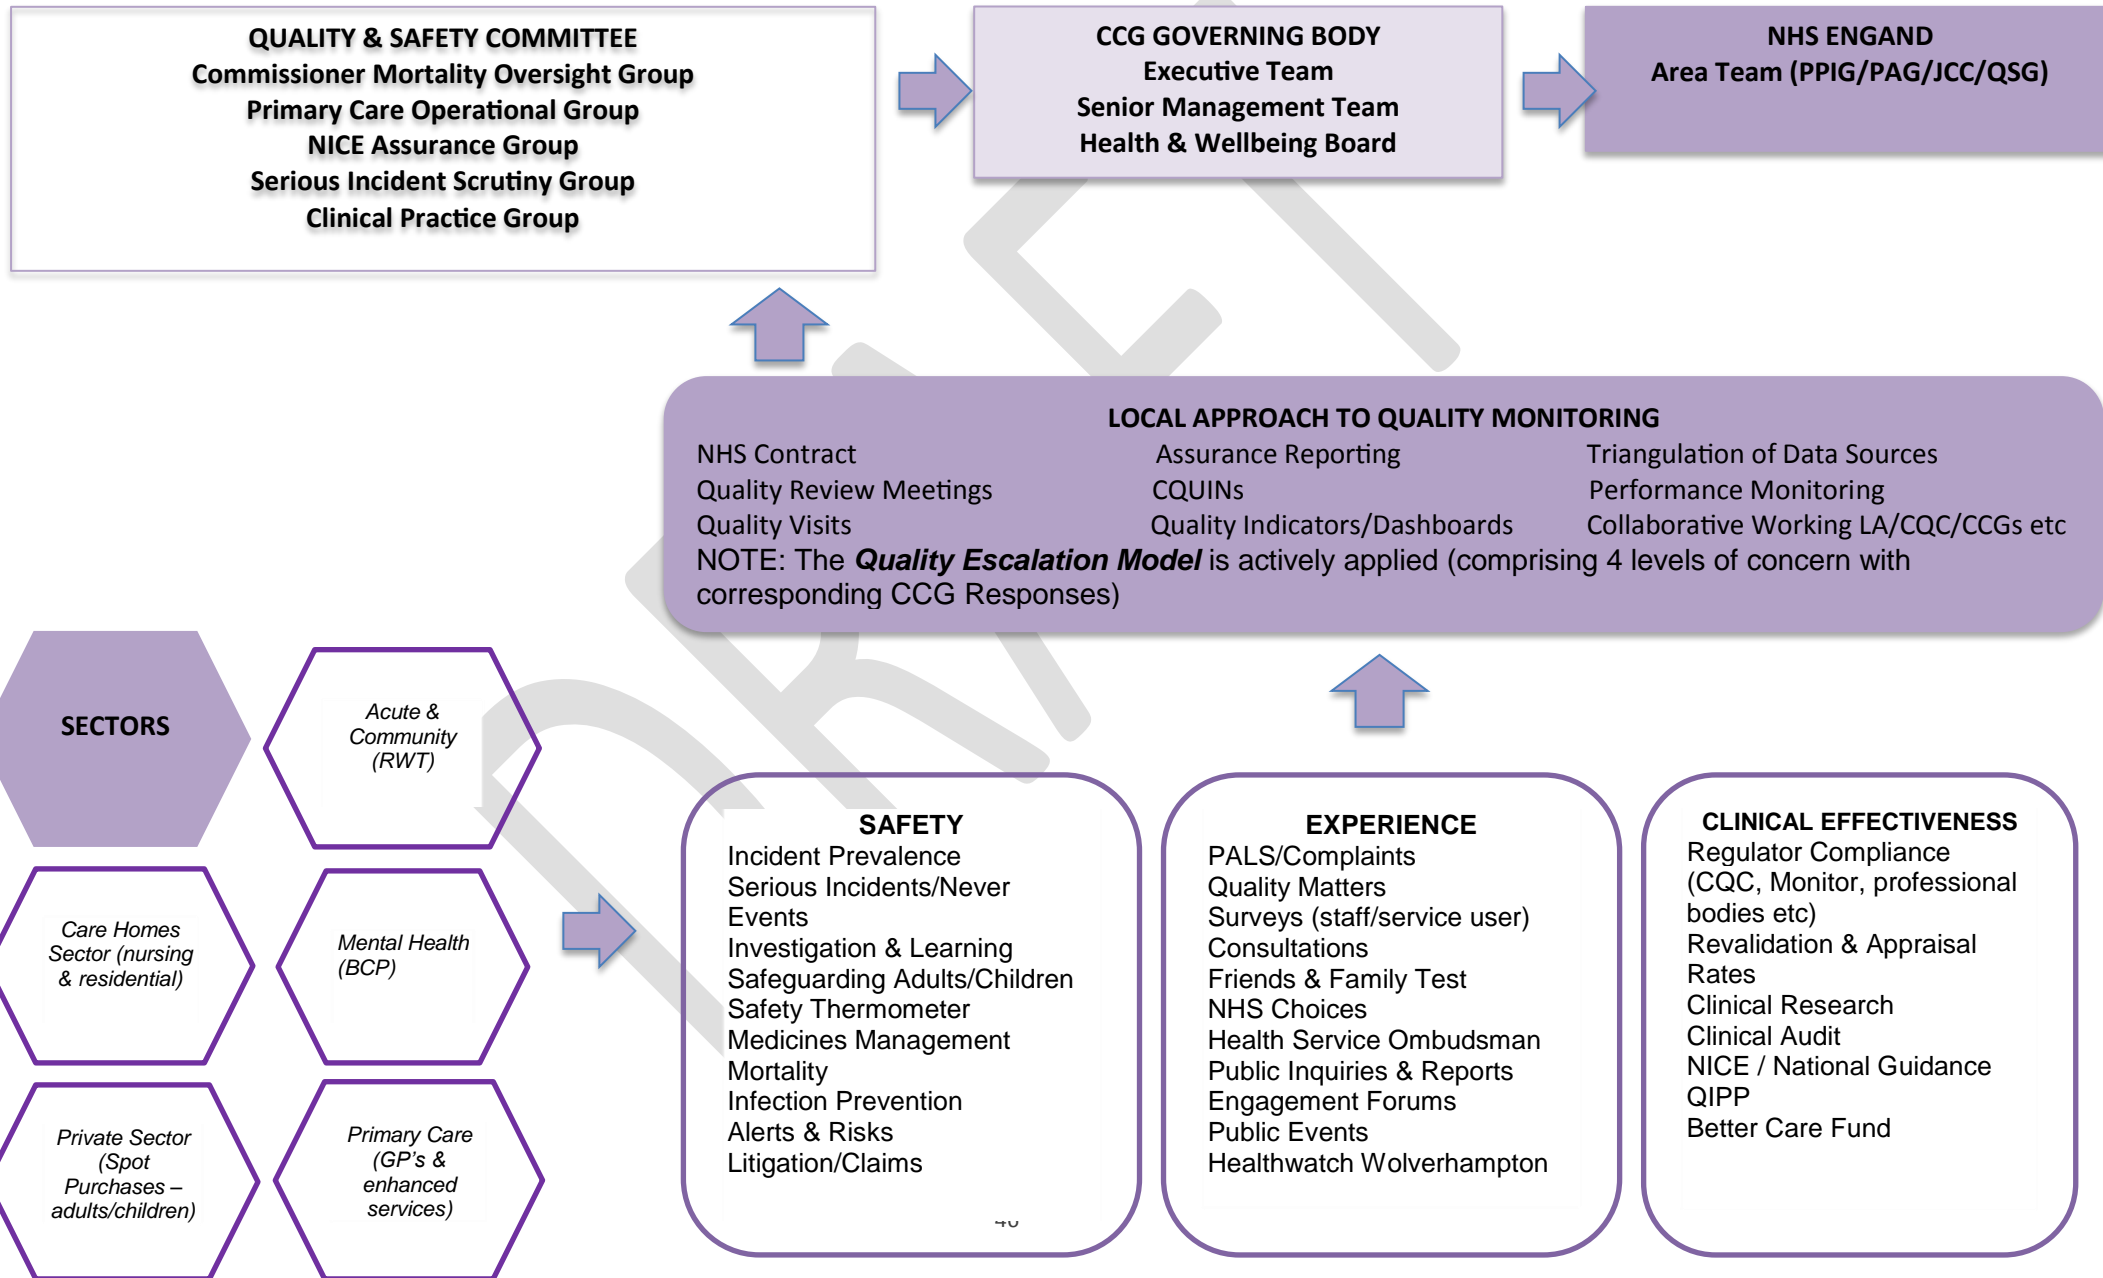 QUALITY & SAFETY COMMITTEE
Commissioner Mortality Oversight Group
Primary Care Operational Group
NICE Assurance Group
Serious Incident Scrutiny Group
Clinical Practice Group
CCG GOVERNING BODY
Executive Team
Senior Management Team
Health & Wellbeing Board
NHS ENGAND
Area Team (PPIG/PAG/JCC/QSG)
LOCAL APPROACH TO QUALITY MONITORING
NHS Contract Assurance Reporting Triangulation of Data Sources
Quality Review Meetings CQUINs Performance Monitoring
Quality Visits Quality Indicators/Dashboards Collaborative Working LA/CQC/CCGs etc
NOTE: The Quality Escalation Model is actively applied (comprising 4 levels of concern with
corresponding CCG Responses)
SECTORS
Acute &
Community
(RWT)
Care Homes
Sector (nursing
& residential)
Mental Health
(BCP)
Private Sector
(Spot
Purchases –
adults/children)
Primary Care
(GP's &
enhanced
services)
SAFETY
Incident Prevalence
Serious Incidents/Never
Events
Investigation & Learning
Safeguarding Adults/Children
Safety Thermometer
Medicines Management
Mortality
Infection Prevention
Alerts & Risks
Litigation/Claims
EXPERIENCE
PALS/Complaints
Quality Matters
Surveys (staff/service user)
Consultations
Friends & Family Test
NHS Choices
Health Service Ombudsman
Public Inquiries & Reports
Engagement Forums
Public Events
Healthwatch Wolverhampton
CLINICAL EFFECTIVENESS
Regulator Compliance
(CQC, Monitor, professional
bodies etc)
Revalidation & Appraisal
Rates
Clinical Research
Clinical Audit
NICE / National Guidance
QIPP
Better Care Fund
DRAFT